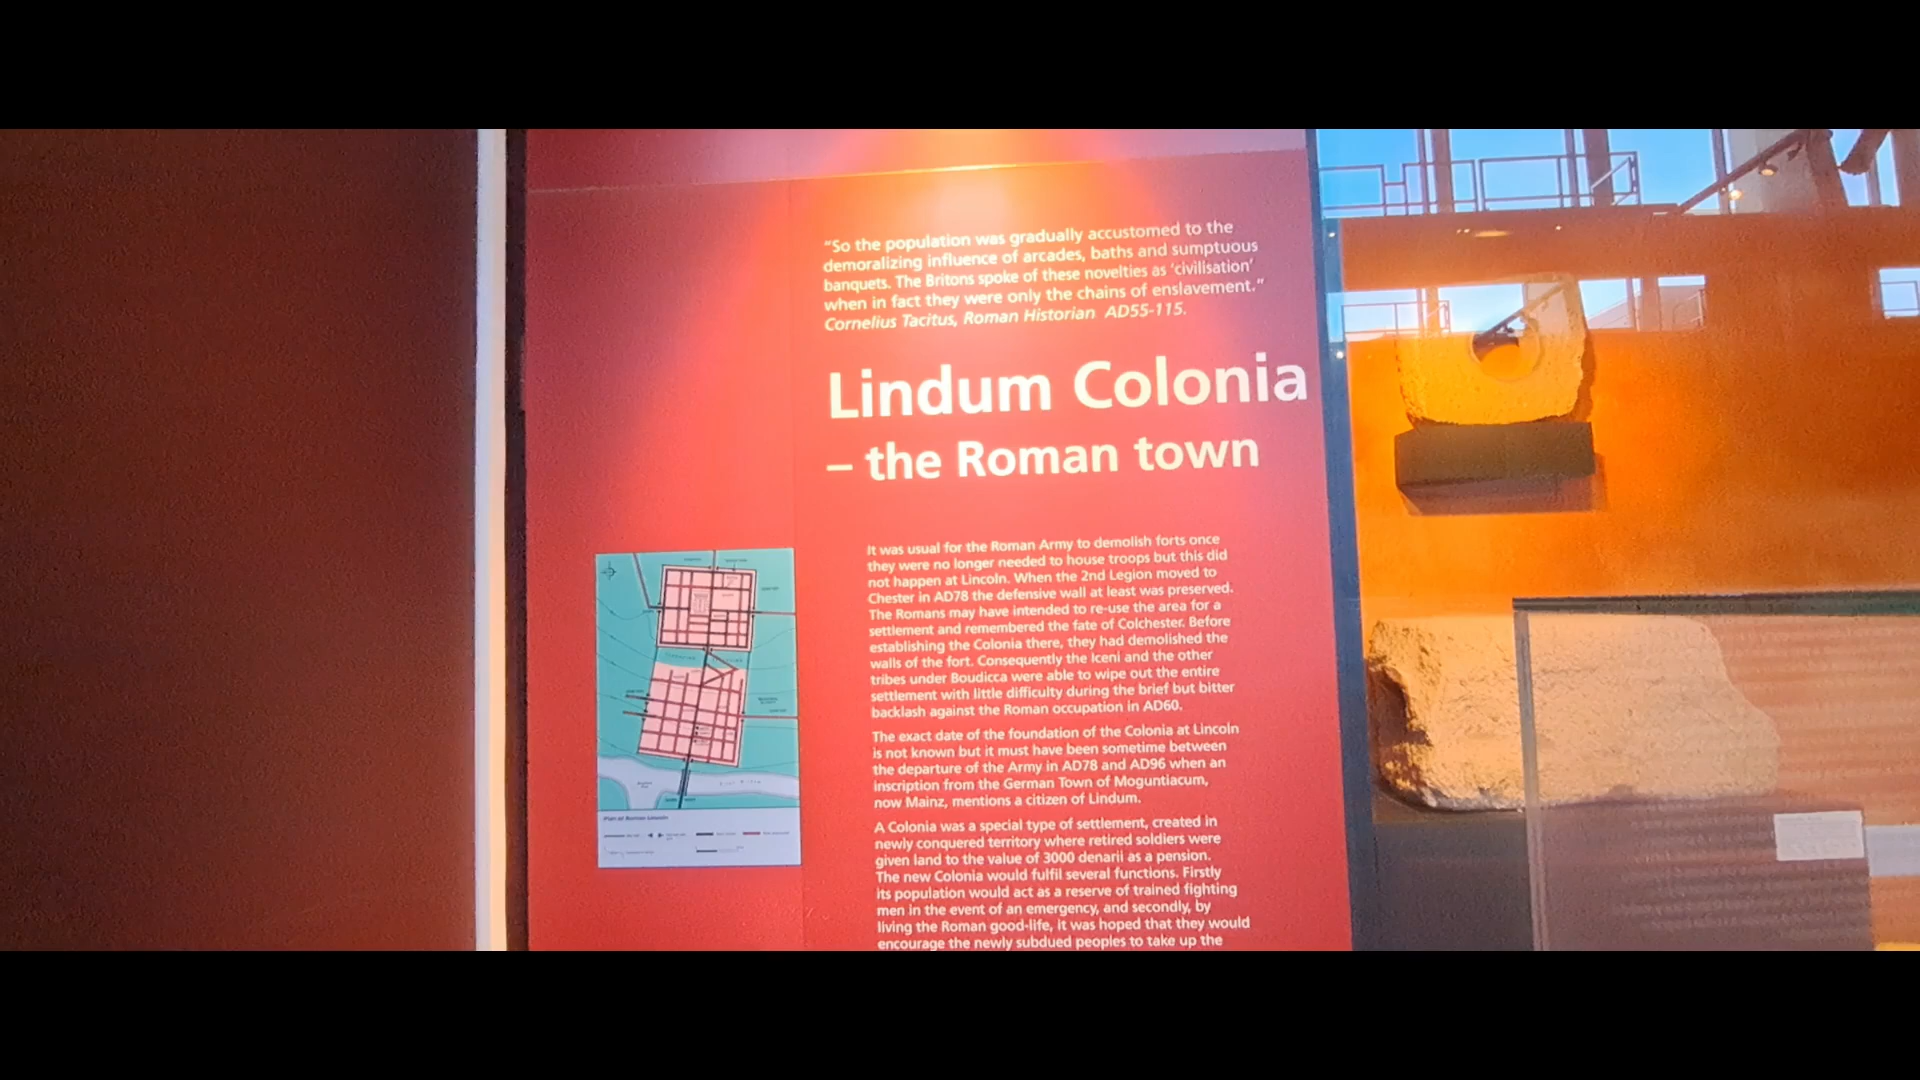 "So the population was gradually accustomed to the
demoralizing influence of arcades, baths and sumptuous
banquets. The Britons spoke of these novelties as 'civilisation'
when in fact they were only the chains of enslavement."
Cornelius Tacitus, Roman Historian AD55-115.
Lindum Colonia
– the Roman town
It was usual for the Roman Army to demolish forts once
they were no longer needed to house troops but this did
not happen at Lincoln. When the 2nd Legion moved to
Chester in AD78 the defensive wall at least was preserved.
The Romans may have intended to re-use the area for a
settlement and remembered the fate of Colchester. Before
establishing the Colonia there, they had demolished the
walls of the fort. Consequently the Iceni and the other
tribes under Boudicca were able to wipe out the entire
settlement with little difficulty during the brief but bitter
backlash against the Roman occupation in AD60.
The exact date of the foundation of the Colonia at Lincoln
is not known but it must have been sometime between
the departure of the Army in AD78 and AD96 when an
inscription from the German Town of Moguntiacum,
now Mainz, mentions a citizen of Lindum.
A Colonia was a special type of settlement, created in
newly conquered territory where retired soldiers were
given land to the value of 3000 denarii as a pension.
The new Colonia would fulfil several functions. Firstly
its population would act as a reserve of trained fighting
men in the event of an emergency, and secondly, by
living the Roman good-life, it was hoped that they would
encourage the newly subdued peoples to take up the
Plan of Roman Lincoln